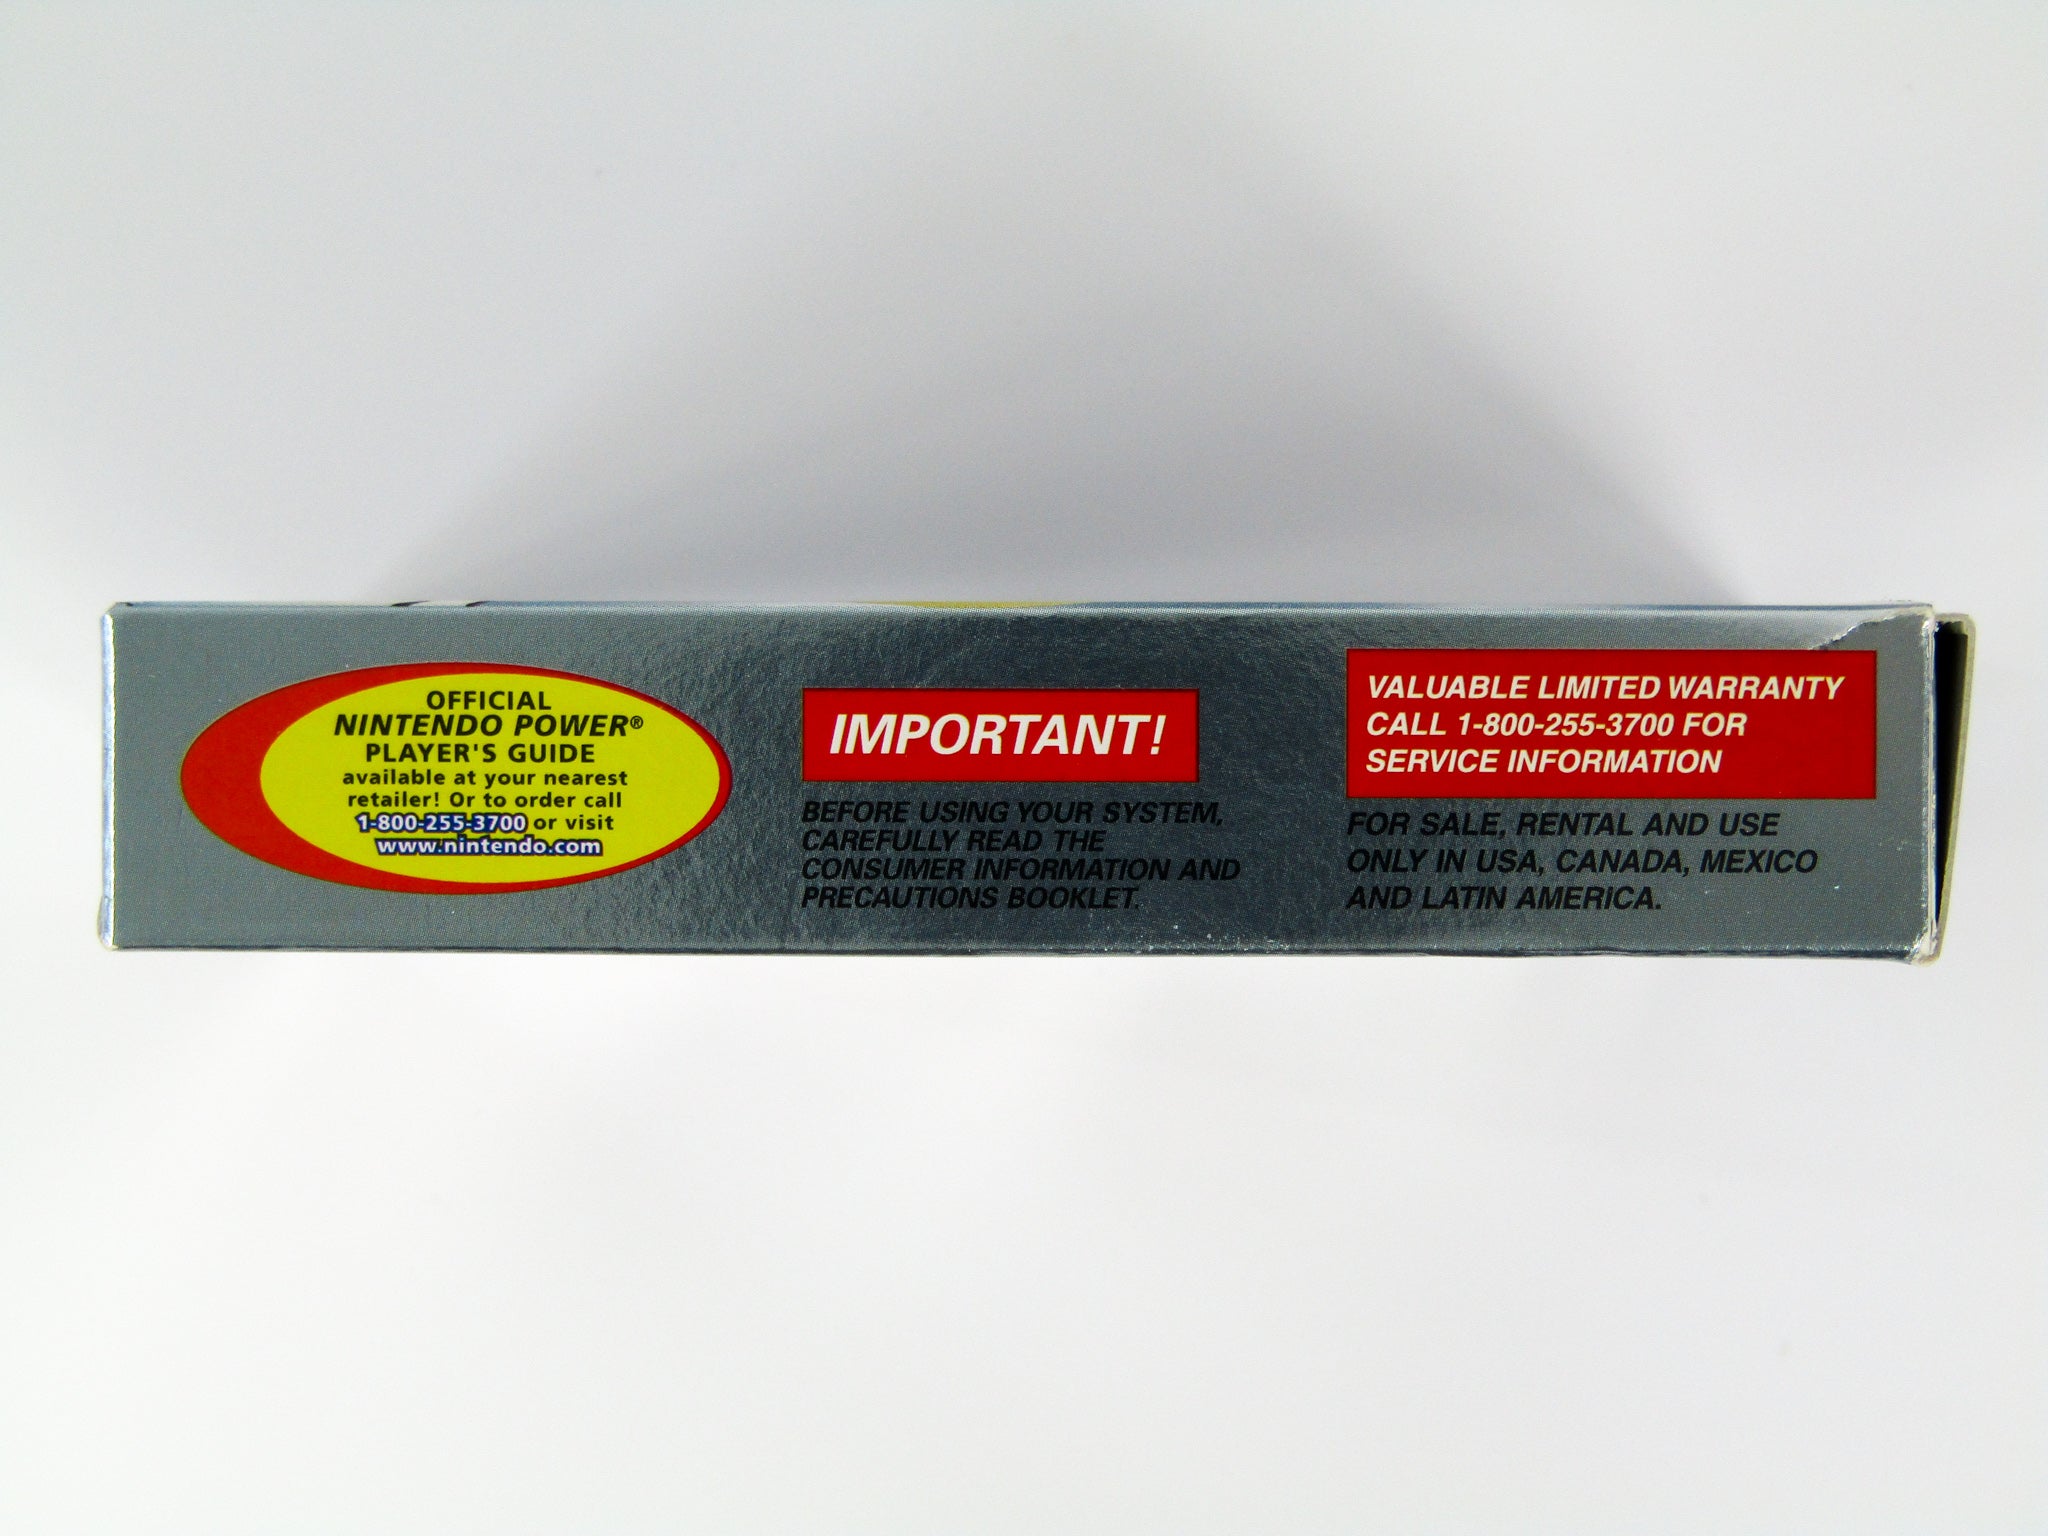 OFFICIAL
NINTENDO POWER®
PLAYER'S GUIDE
available at your nearest
retailer! Or to order call
1-800-255-3700 or visit
www.nintendo.com
IMPORTANT!
BEFORE USING YOUR SYSTEM,
CAREFULLY READ THE
CONSUMER INFORMATION AND
PRECAUTIONS BOOKLET.
VALUABLE LIMITED WARRANTY
CALL 1-800-255-3700 FOR
SERVICE INFORMATION
FOR SALE, RENTAL AND USE
ONLY IN USA, CANADA, MEXICO
AND LATIN AMERICA.